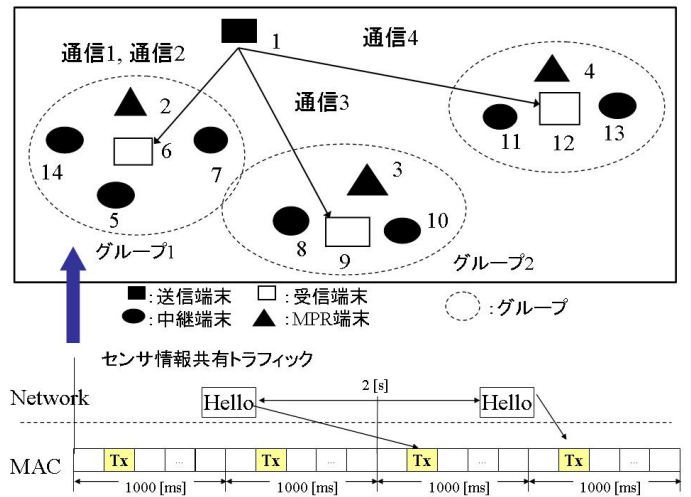 1
通信4
通信1, 通信2
2
通信3
4
6
11
12
13
14
7
5
3
8
9
10
グループ1
グループ2
:送信端末
:受信端末
:グループ
:中継端末
:MPR端末
センサ情報共有トラフィック
Network
Hello
2 [s]
Hello
MAC
Tx ... Tx ... Tx ... Tx ...
1000 [ms] 1000 [ms] 1000 [ms] 1000 [ms]